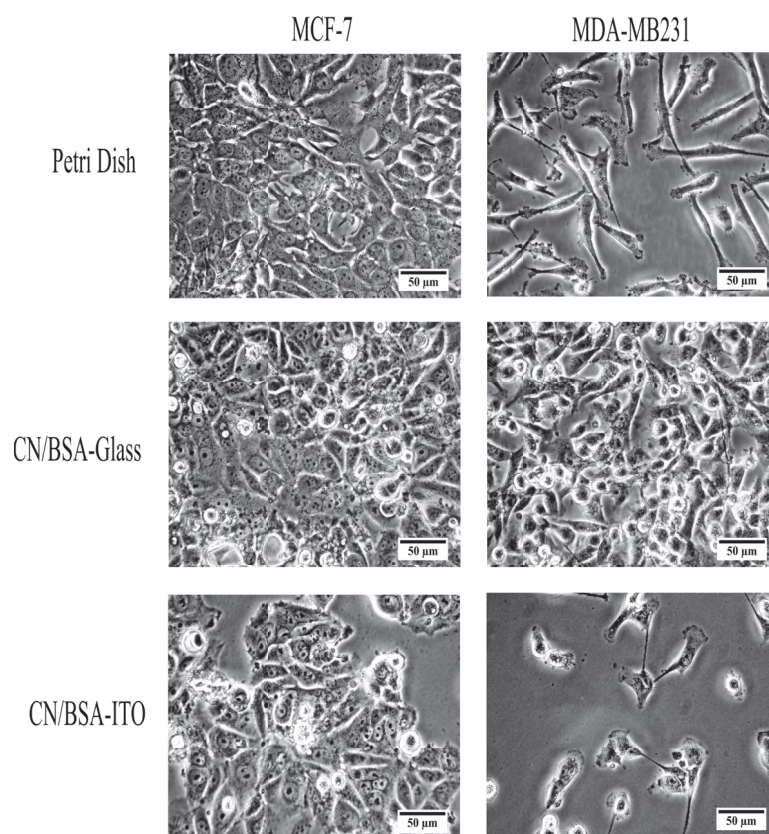 MCF-7
MDA-MB231
Petri Dish
50 µm
50 µm
CN/BSA-Glass
50 µm
50 µm
CN/BSA-ITO
50 µm
50 µm